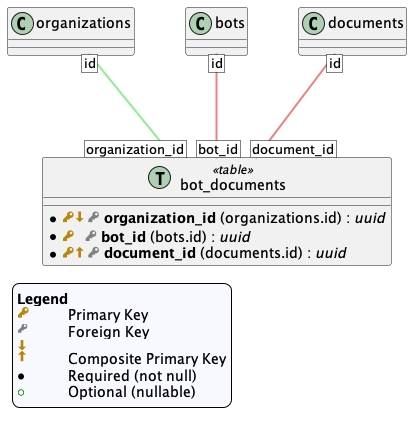 C organizations
C bots
C documents
id
id
id
organization_id
bot_id
document_id
«table»
T bot_documents
organization_id (organizations.id) : uuid
bot_id (bots.id) : uuid
document_id (documents.id) : uuid
Legend
Primary Key
Foreign Key
Composite Primary Key
Required (not null)
Optional (nullable)